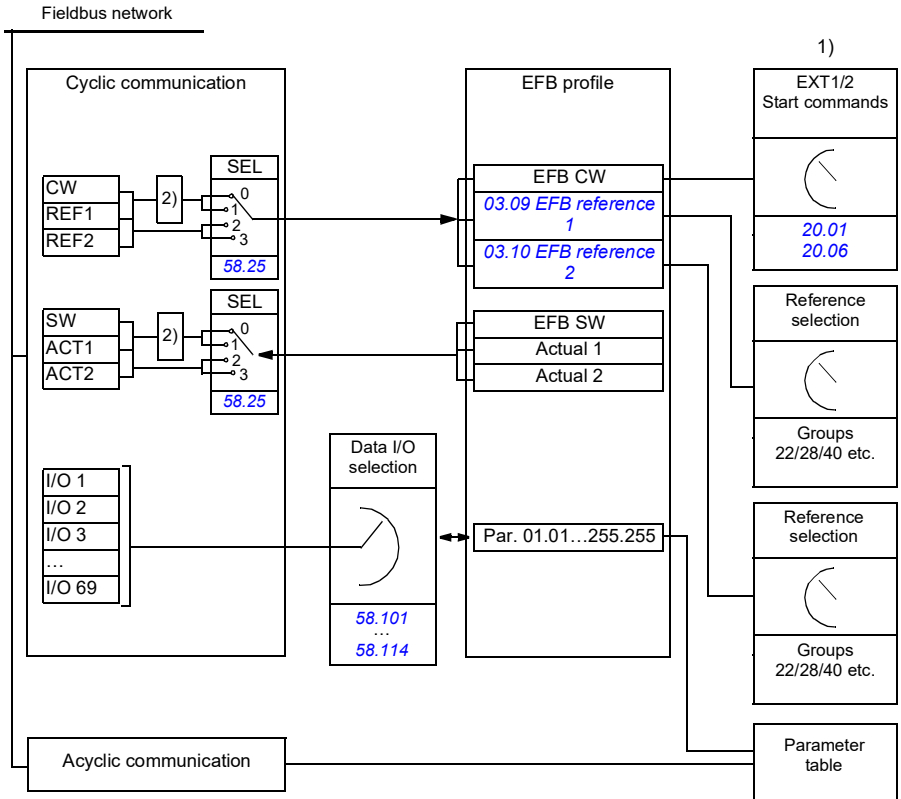 Fieldbus network
1)
Cyclic communication
EFB profile
EXT1/2
Start commands
SEL
CW
REF1
REF2
2)
0
1
2
3
58.25
EFB CW
03.09 EFB reference
1
03.10 EFB reference
2
20.01
20.06
SEL
SW
ACT1
ACT2
2)
0
1
2
3
58.25
EFB SW
Actual 1
Actual 2
Reference
selection
Groups
22/28/40 etc.
Data I/O
selection
I/O 1
I/O 2
I/O 3
...
I/O 69
58.101
...
58.114
Par. 01.01…255.255
Reference
selection
Groups
22/28/40 etc.
Acyclic communication
Parameter
table